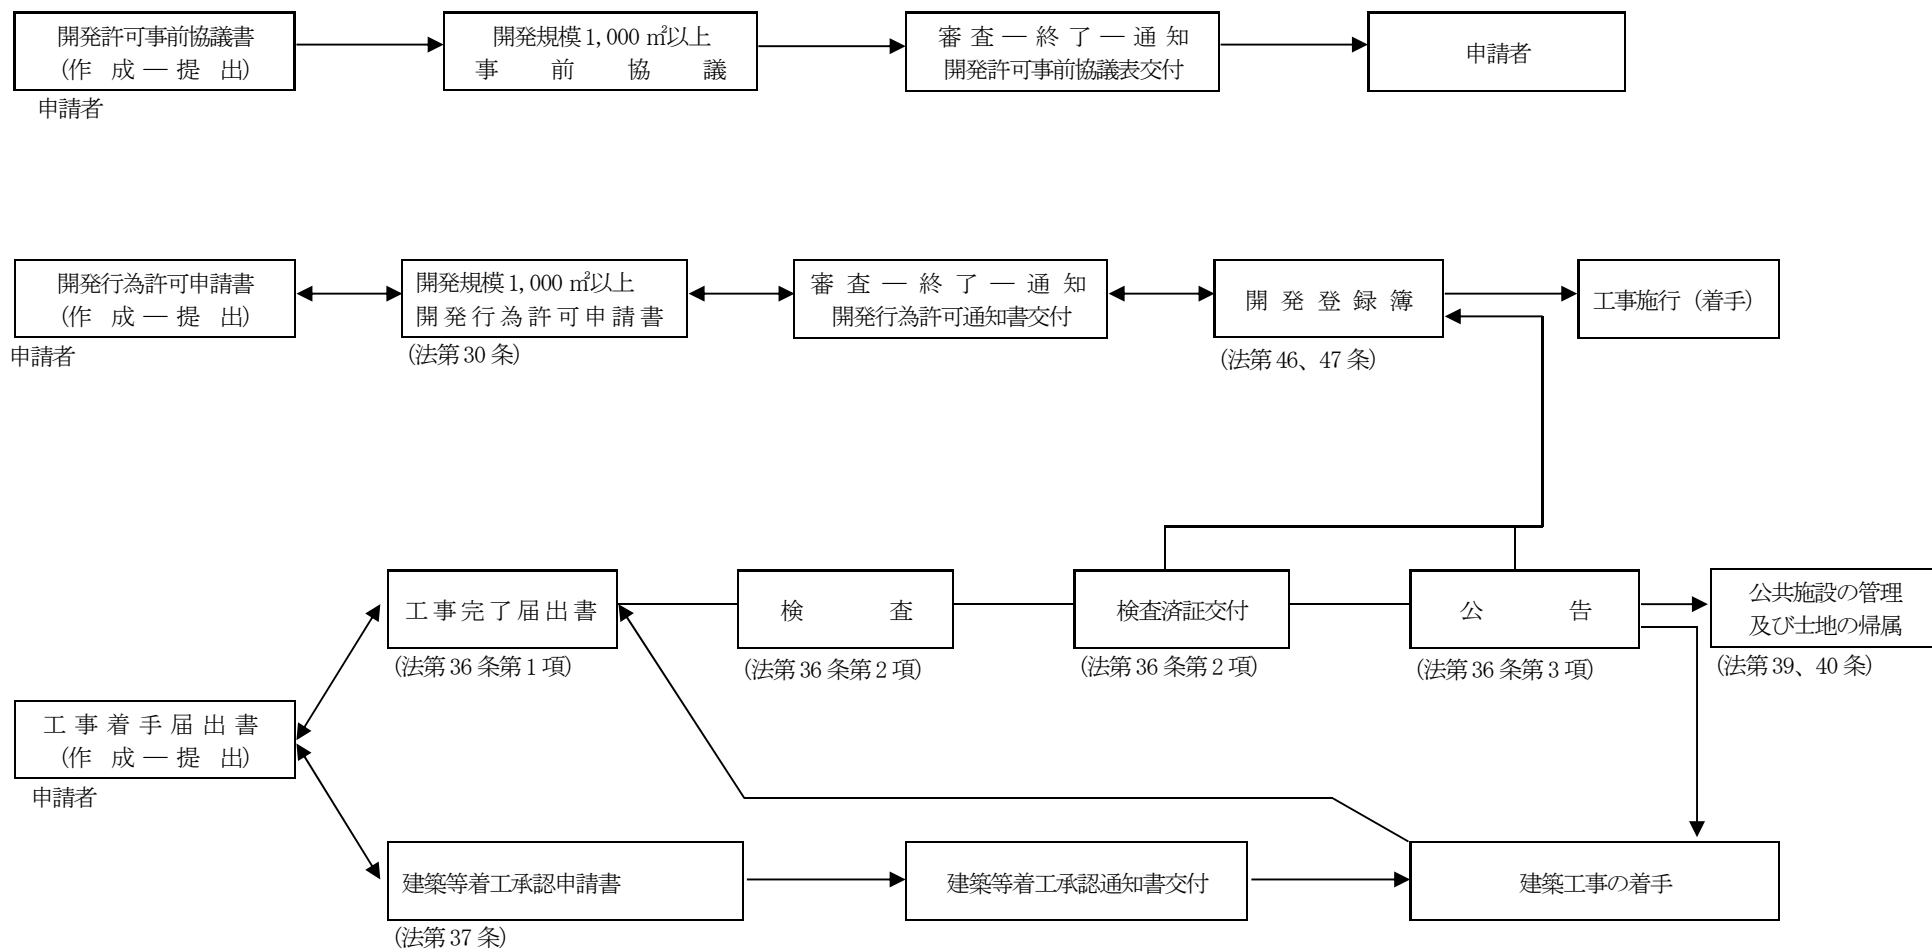 開発許可事前協議書
(作 成 ― 提 出)
申請者
開発規模1,000 ㎡以上
事 前 協 議
審 査 ― 終 了 ― 通 知
開発許可事前協議表交付
申請者
開発行為許可申請書
(作 成 ― 提 出)
申請者
開発規模1,000 ㎡以上
開発行為許可申請書
(法第30 条)
審 査 ― 終 了 ― 通 知
開発行為許可通知書交付
開 発 登 録 簿
(法第46、47 条)
工事施行(着手)
工事完了届出書
(法第36 条第1 項)
検 査
(法第36 条第2 項)
検査済証交付
(法第36 条第2 項)
公 告
(法第36 条第3 項)
公共施設の管理
及び土地の帰属
(法第39、40 条)
工 事 着 手 届 出 書
(作 成 ― 提 出)
申請者
建築等着工承認申請書
(法第37 条)
建築等着工承認通知書交付
建築工事の着手